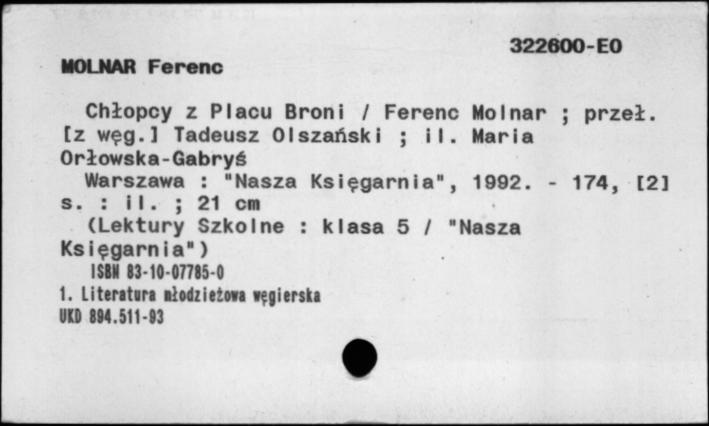 322600-EO
MOLNAR Ferenc
Chłopcy z Placu Broni / Ferenc Molnar ; przeł.
[z węg.] Tadeusz Olszański ; il. Maria
Orłowska-Gabryś
Warszawa : "Nasza Księgarnia", 1992. - 174, [2]
s. : il. ; 21 cm
(Lektury Szkolne : klasa 5 / "Nasza
Księgarnia")
ISBN 83-10-07785-0
1. Literatura młodzieżowa węgierska
UKD 894.511-93